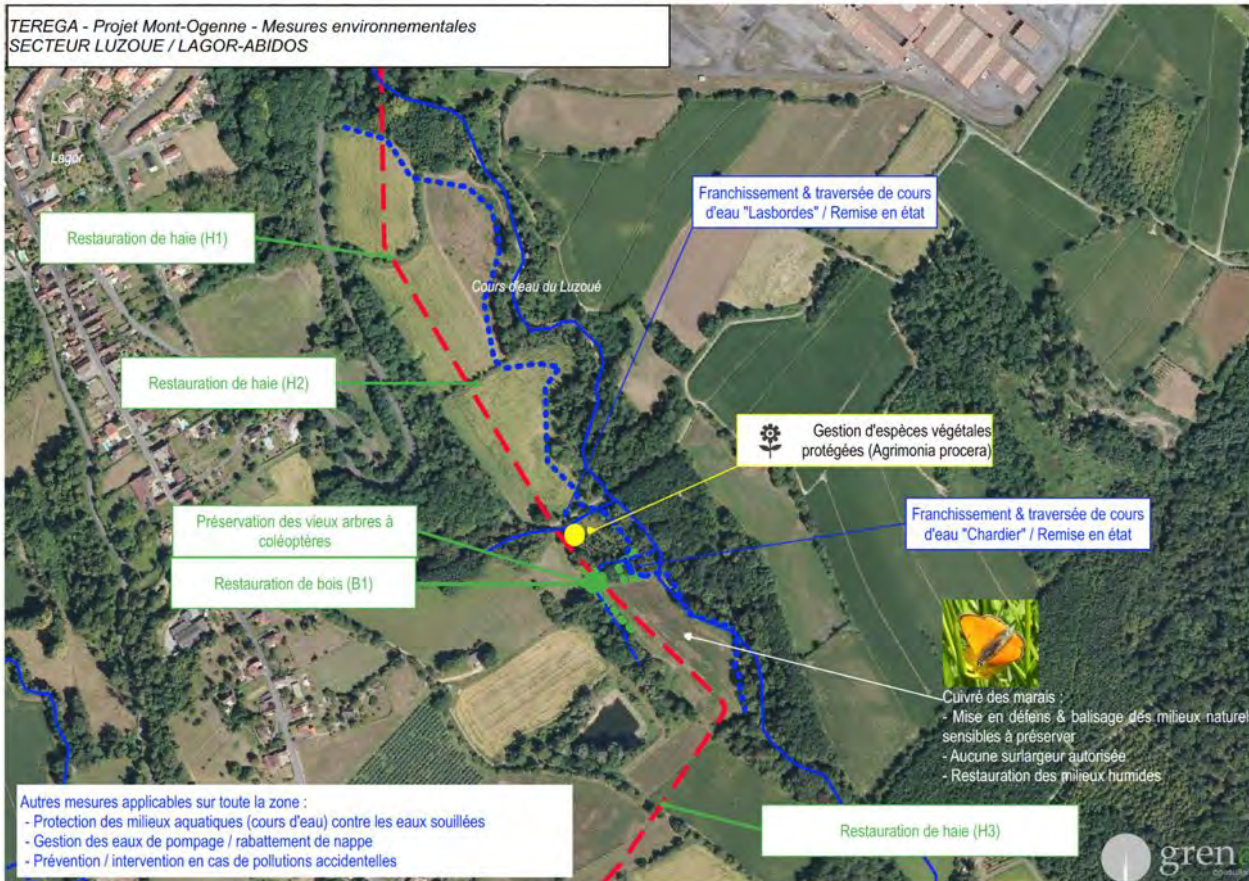 TEREGA - Projet Mont-Ogenne - Mesures environnementales
SECTEUR LUZOUE / LAGOR-ABIDOS
Lagor
Franchissement & traversée de cours
d'eau "Lasbordes" / Remise en état
Restauration de haie (H1)
Cours d'eau du Luzoué
Restauration de haie (H2)
Gestion d'espèces végétales
protégées (Agrimonia procera)
Préservation des vieux arbres à
coléoptères
Franchissement & traversée de cours
d'eau "Chardier" / Remise en état
Restauration de bois (B1)
Cuivré des marais :
- Mise en défens & balisage des milieux naturel
sensibles à préserver
- Aucune surlargeur autorisée
- Restauration des milieux humides
Autres mesures applicables sur toute la zone :
- Protection des milieux aquatiques (cours d'eau) contre les eaux souillées
- Gestion des eaux de pompage / rabattement de nappe
- Prévention / intervention en cas de pollutions accidentelles
Restauration de haie (H3)
grena